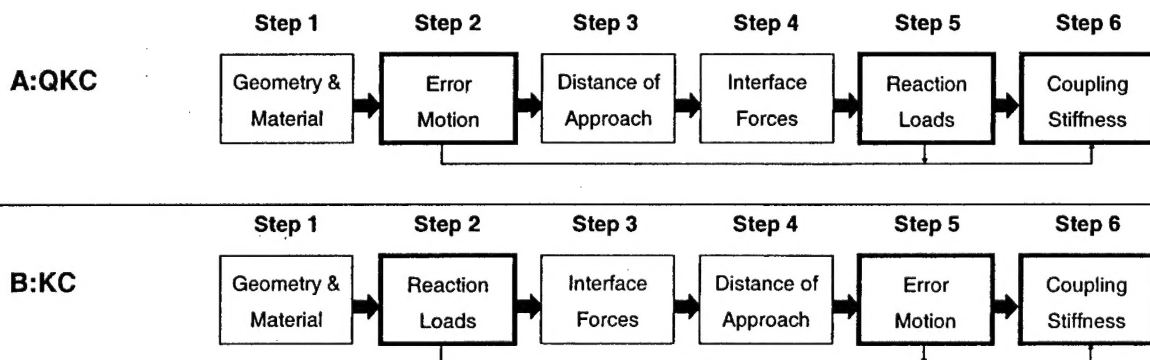 Step 1 Step 2 Step 3 Step 4 Step 5 Step 6
A:QKC
Geometry & Error Distance of Interface Reaction Coupling
Material Motion Approach Forces Loads Stiffness
Step 1 Step 2 Step 3 Step 4 Step 5 Step 6
B:KC
Geometry & Reaction Interface Distance of Error Coupling
Material Loads Forces Approach Motion Stiffness